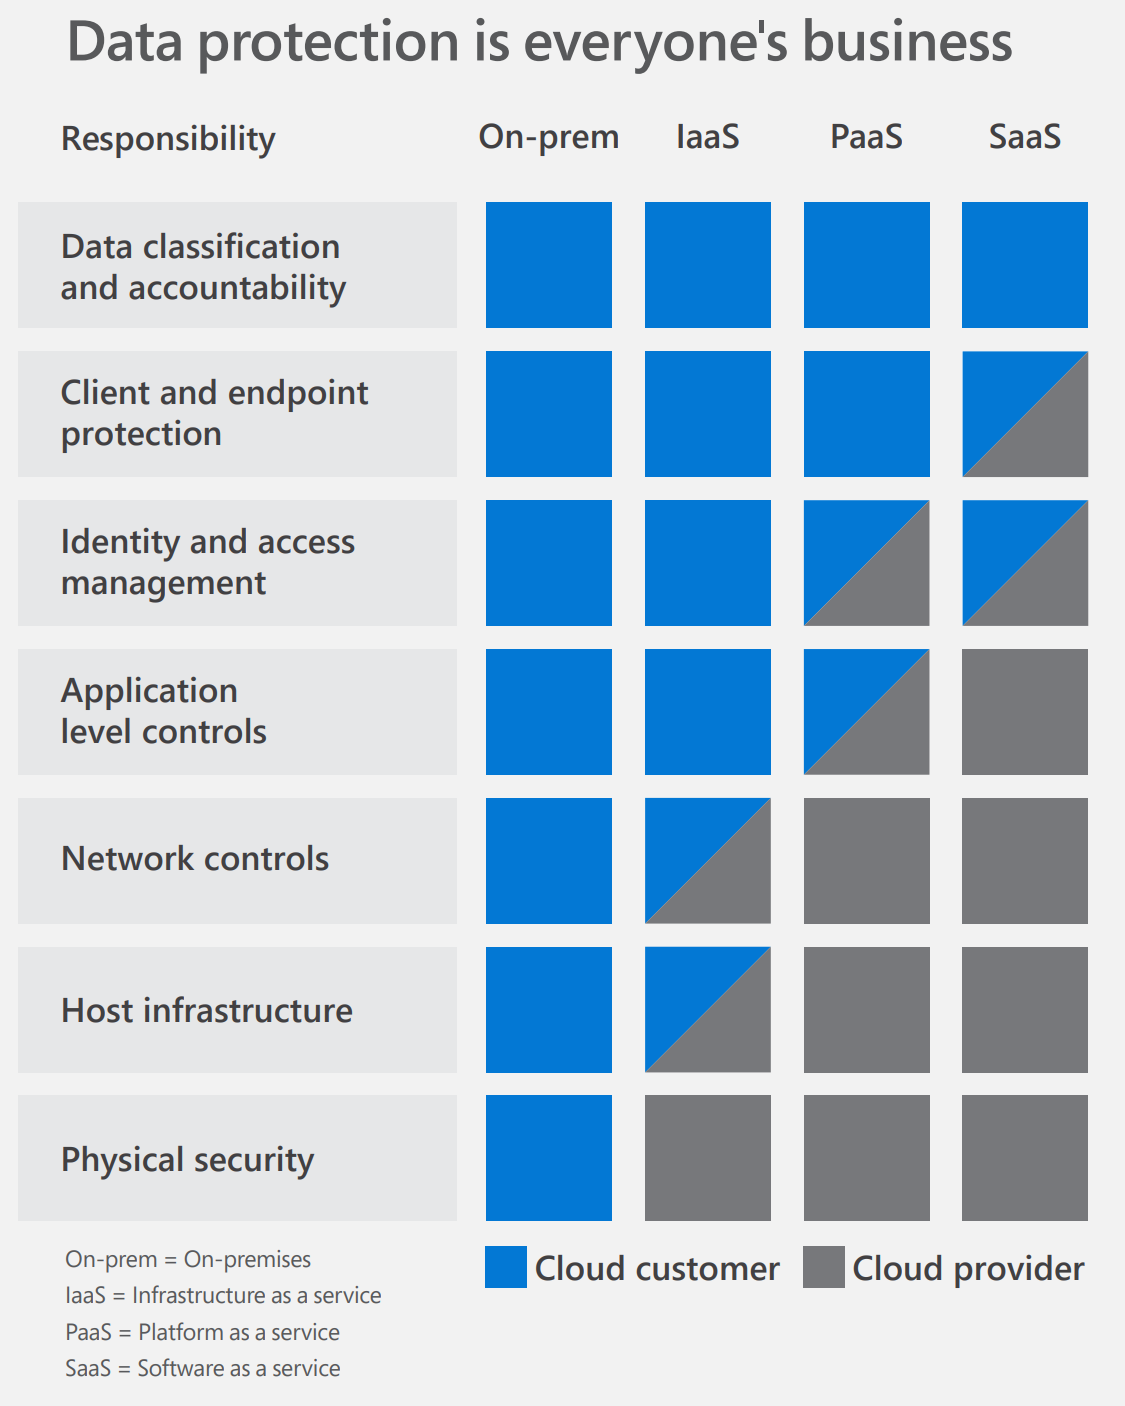 Data protection is everyone's business
Responsibility On-prem IaaS PaaS SaaS
Data classification
and accountability
Client and endpoint
protection
Identity and access
management
Application
level controls
Network controls
Host infrastructure
Physical security
On-prem = On-premises
IaaS = Infrastructure as a service
PaaS = Platform as a service
SaaS = Software as a service
Cloud customer
Cloud provider